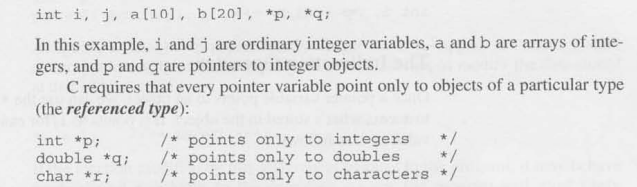 int i, j, a[10], b[20], *p, *q;
In this example, i and j are ordinary integer variables, a and b are arrays of inte-
gers, and p and q are pointers to integer objects.
C requires that every pointer variable point only to objects of a particular type
(the referenced type):
int *p; /* points only to integers */
double *q; /* points only to doubles */
char *r; /* points only to characters */